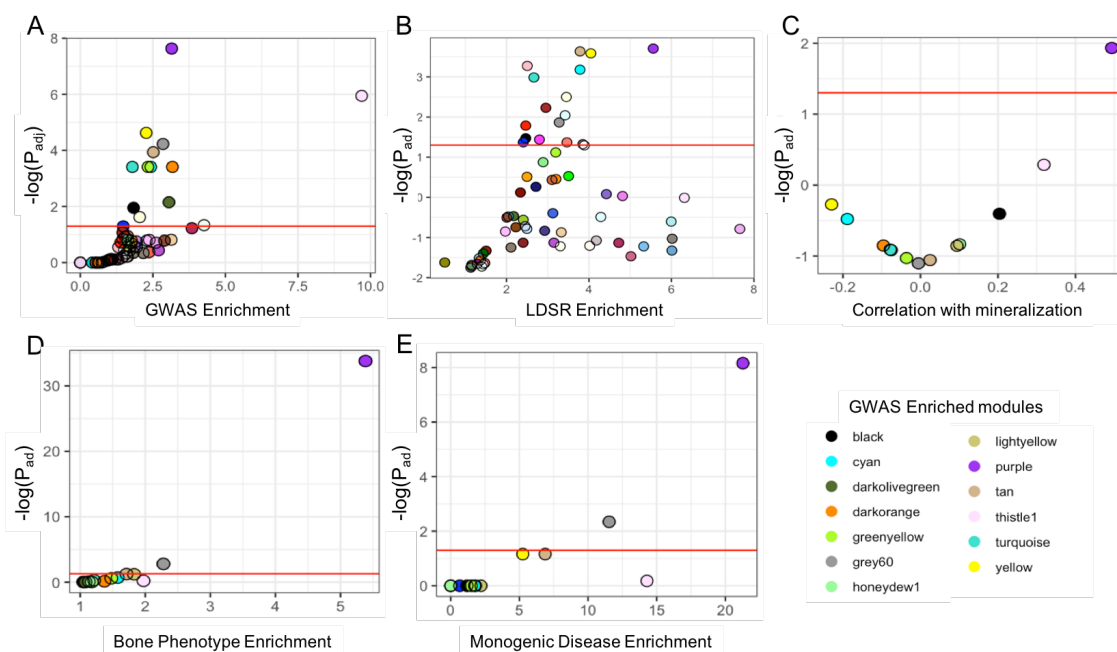 A
B
C
8
6
4
2
0
0.0
2.5
5.0
7.5
10.0
-log(Padj)
GWAS Enrichment
3
2
1
0
-1
-2
2
4
6
8
-log(Pad)
LDSR Enrichment
2
1
0
-1
-0.2
0.0
0.2
0.4
-log(Pad)
Correlation with mineralization
D
E
30
20
10
0
1
2
3
4
5
-log(Pad)
Bone Phenotype Enrichment
8
6
4
2
0
0
5
10
15
20
-log(Pad)
Monogenic Disease Enrichment
GWAS Enriched modules
black
cyan
darkolivegreen
darkorange
greenyellow
grey60
honeydew1
lightyellow
purple
tan
thistle1
turquoise
yellow